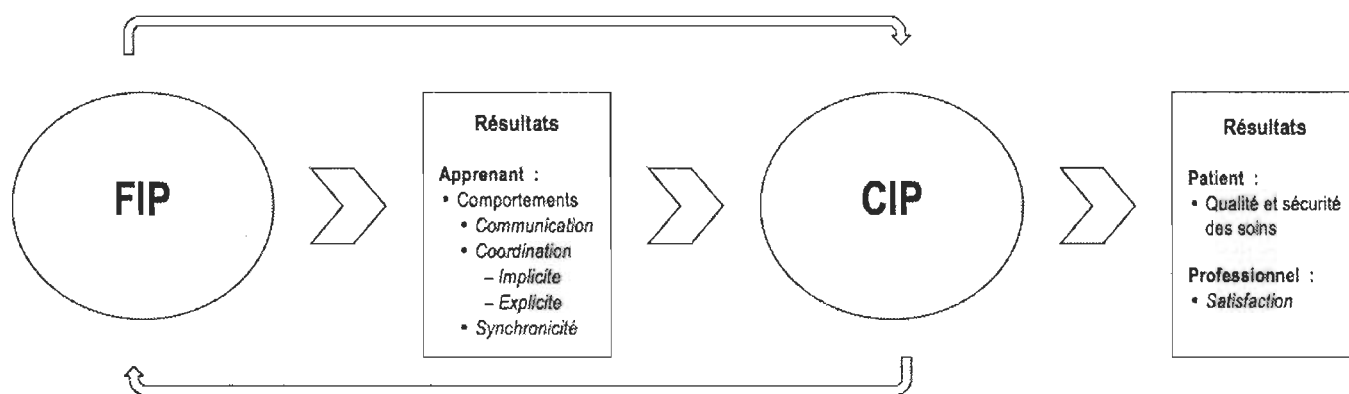 FIP
Résultats
Apprenant :
• Comportements
• Communication
• Coordination
– Implicite
– Explicite
• Synchronicité
CIP
Résultats
Patient :
• Qualité et sécurité
des soins
Professionnel :
• Satisfaction